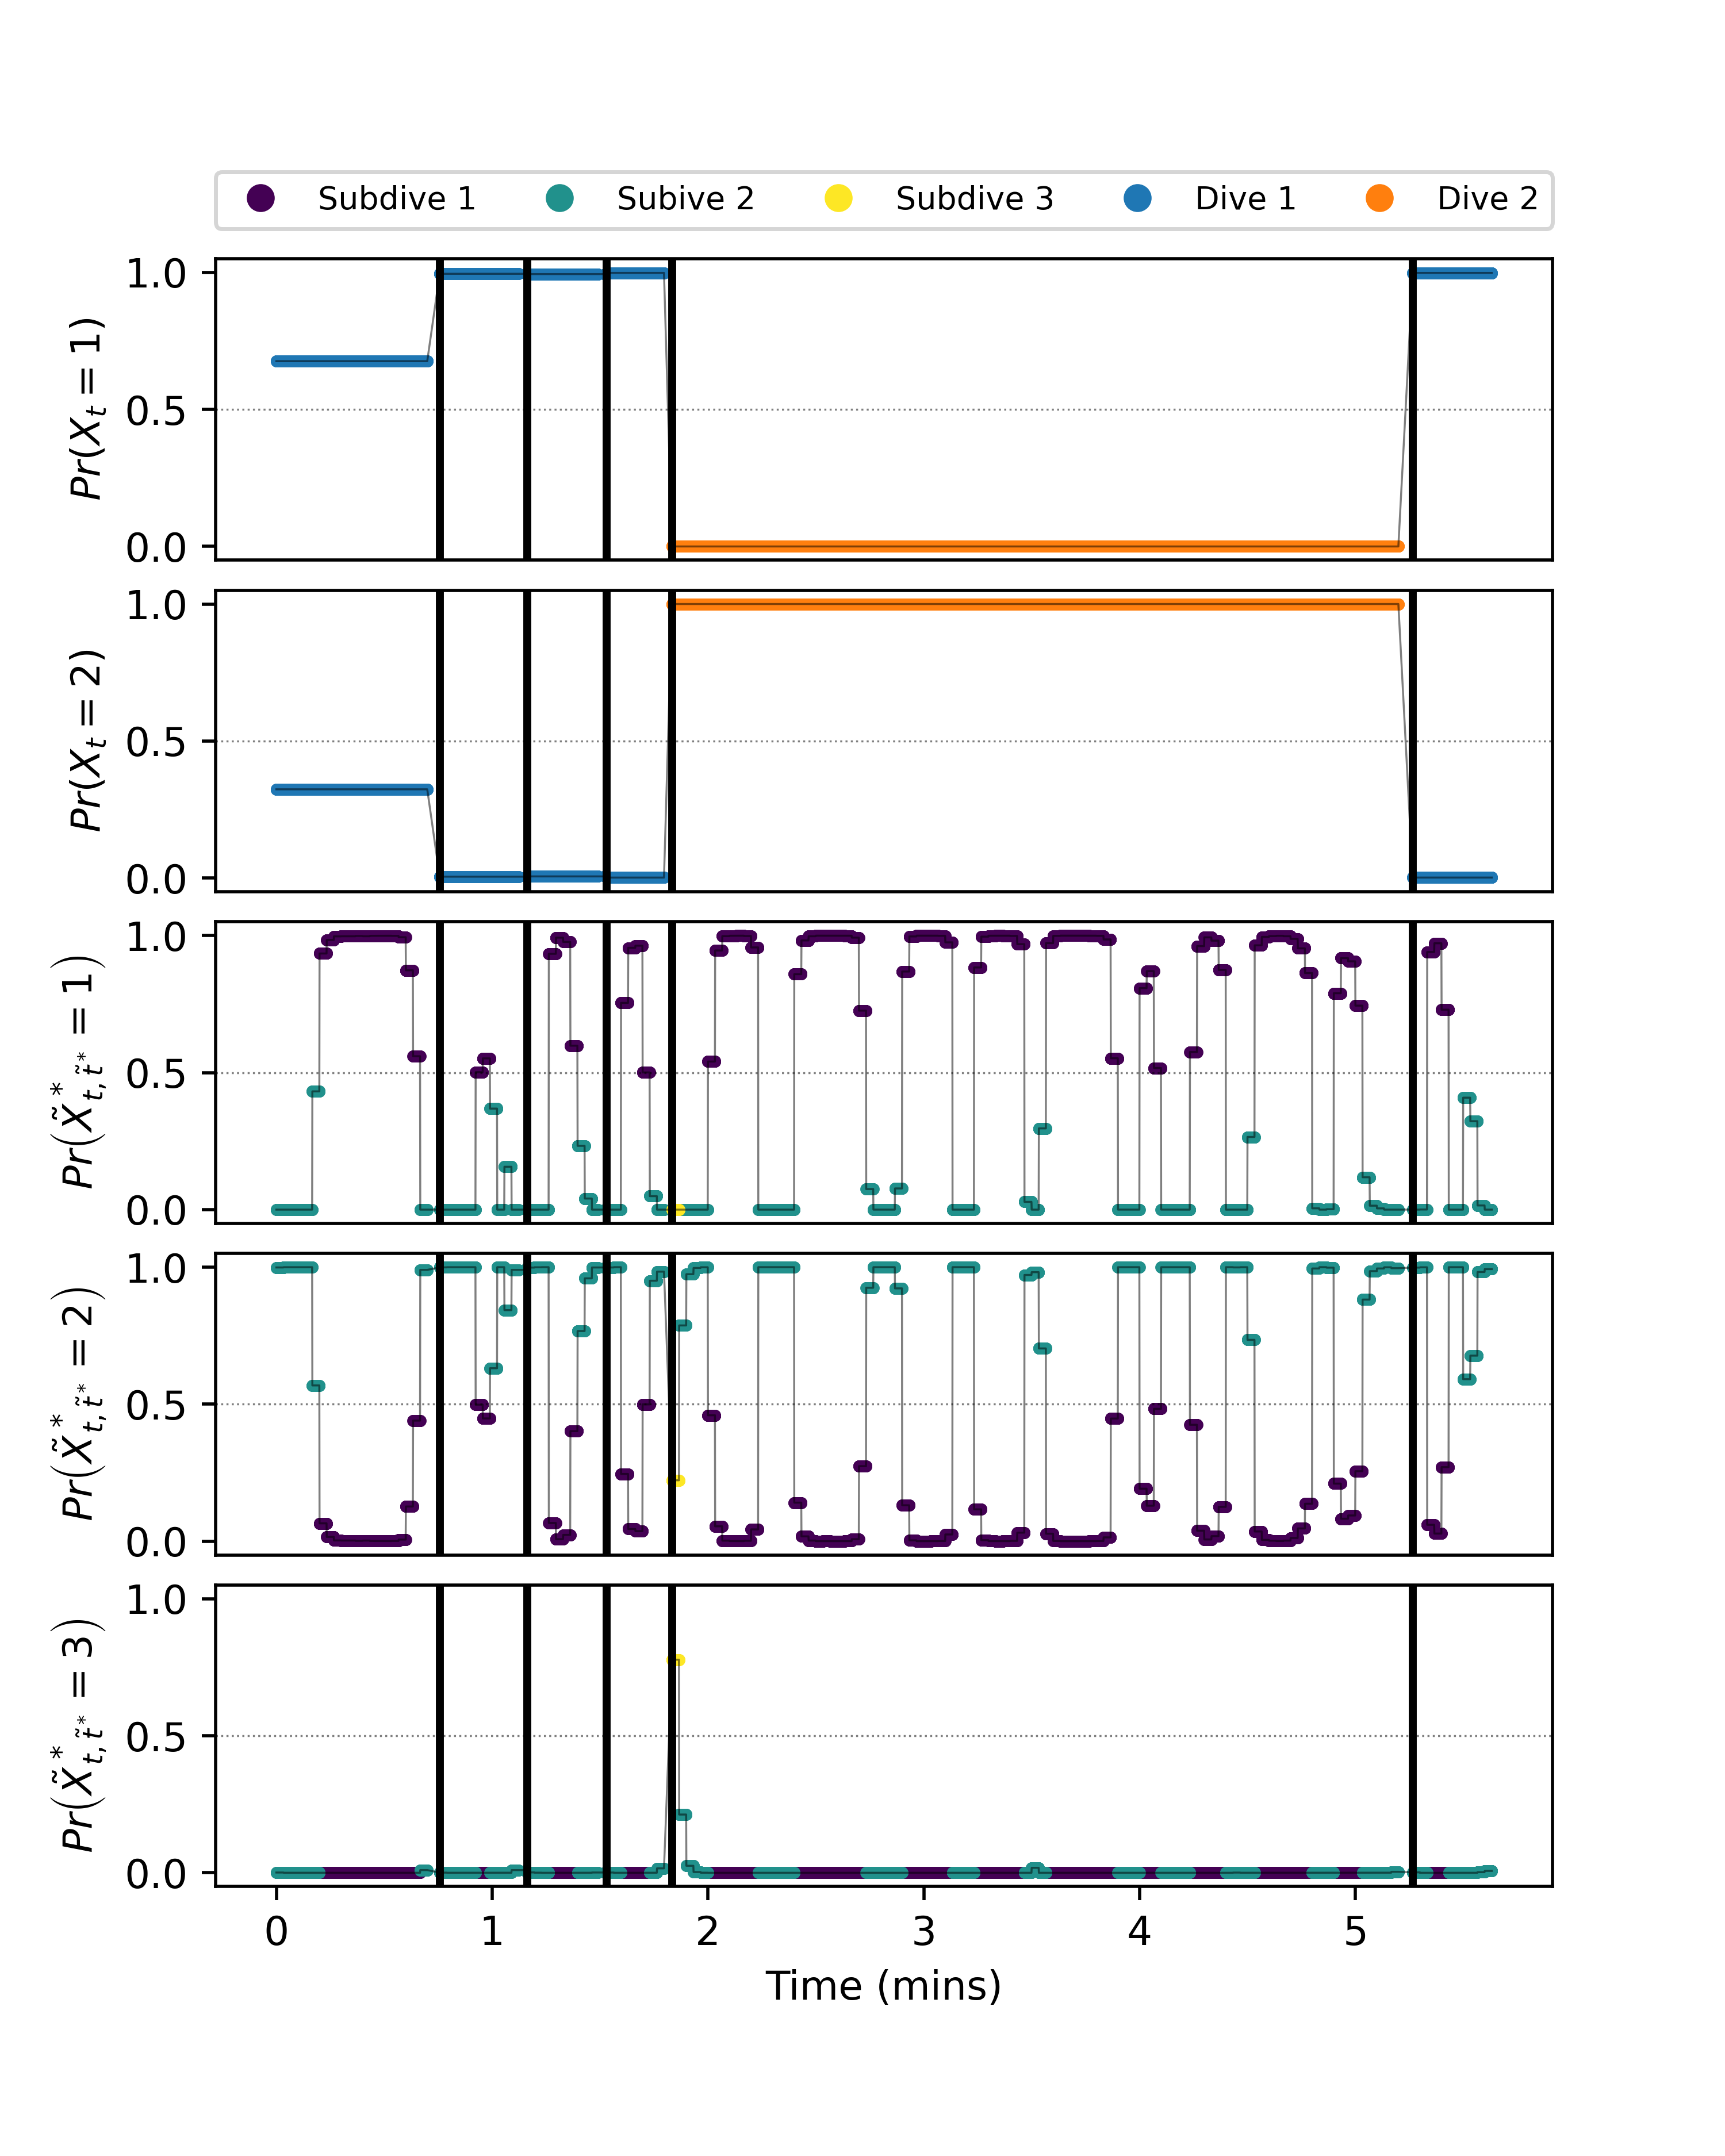 Subdive 1 Subive 2 Subdive 3 Dive 1 Dive 2
1.0
0.5
0.0
Pr(X_t = 1)
1.0
0.5
0.0
Pr(X_t = 2)
1.0
0.5
0.0
Pr(X̃*_{t, t̃*} = 1)
1.0
0.5
0.0
Pr(X̃*_{t, t̃*} = 2)
1.0
0.5
0.0
Pr(X̃*_{t, t̃*} = 3)
0 1 2 3 4 5
Time (mins)